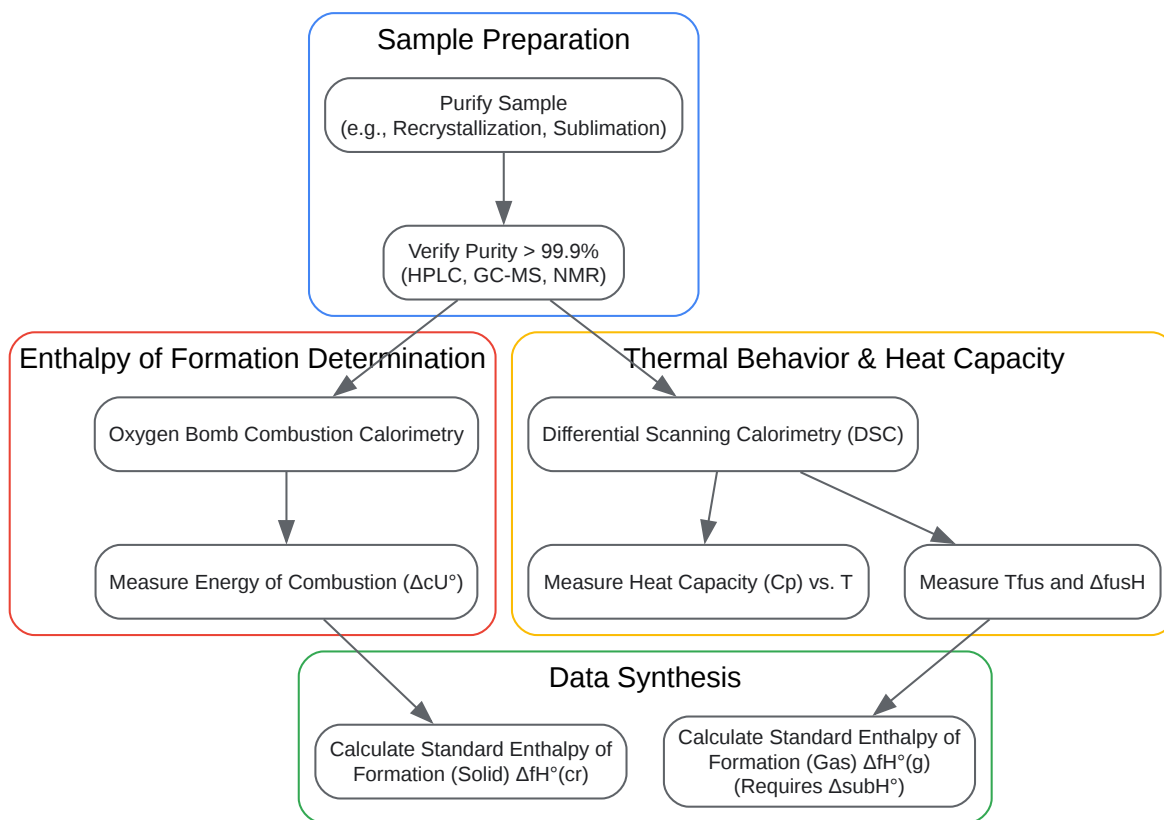 Sample Preparation
Purify Sample
(e.g., Recrystallization, Sublimation)
Verify Purity > 99.9%
(HPLC, GC-MS, NMR)
Enthalpy of Formation Determination
Oxygen Bomb Combustion Calorimetry
Measure Energy of Combustion (ΔcU°)
Thermal Behavior & Heat Capacity
Differential Scanning Calorimetry (DSC)
Measure Heat Capacity (Cp) vs. T
Measure Tfus and ΔfusH
Data Synthesis
Calculate Standard Enthalpy of
Formation (Solid) ΔfH°(cr)
Calculate Standard Enthalpy of
Formation (Gas) ΔfH°(g)
(Requires ΔsubH°)